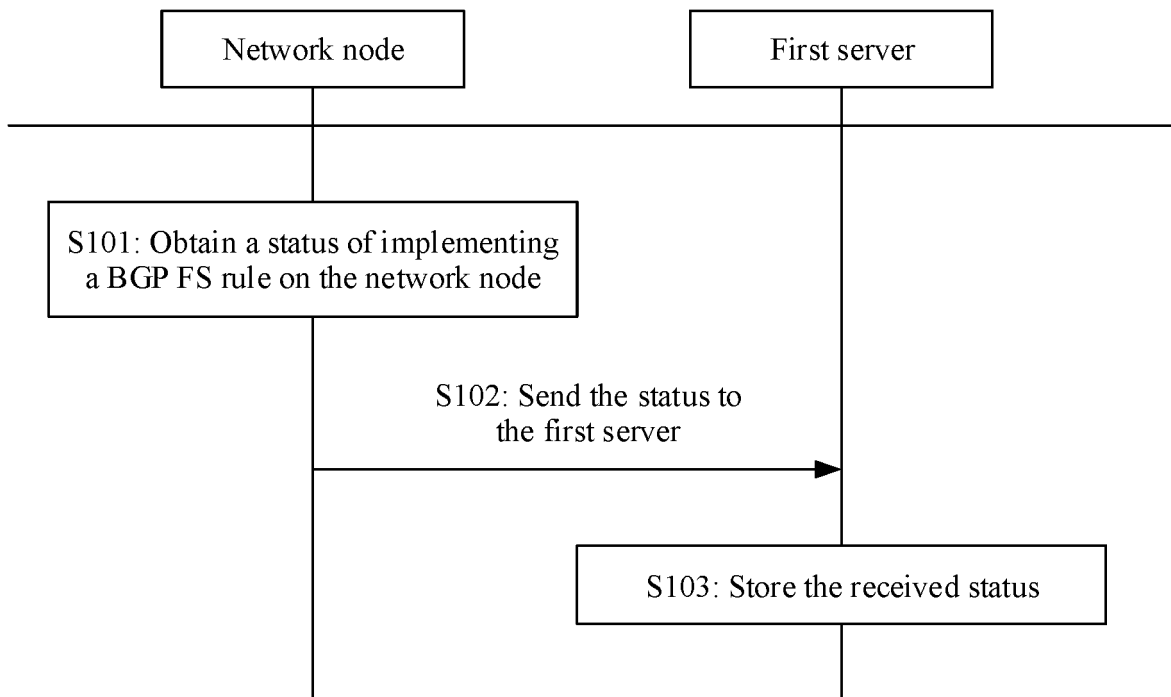 Network node
First server
S101: Obtain a status of implementing
a BGP FS rule on the network node
S102: Send the status to
the first server
S103: Store the received status